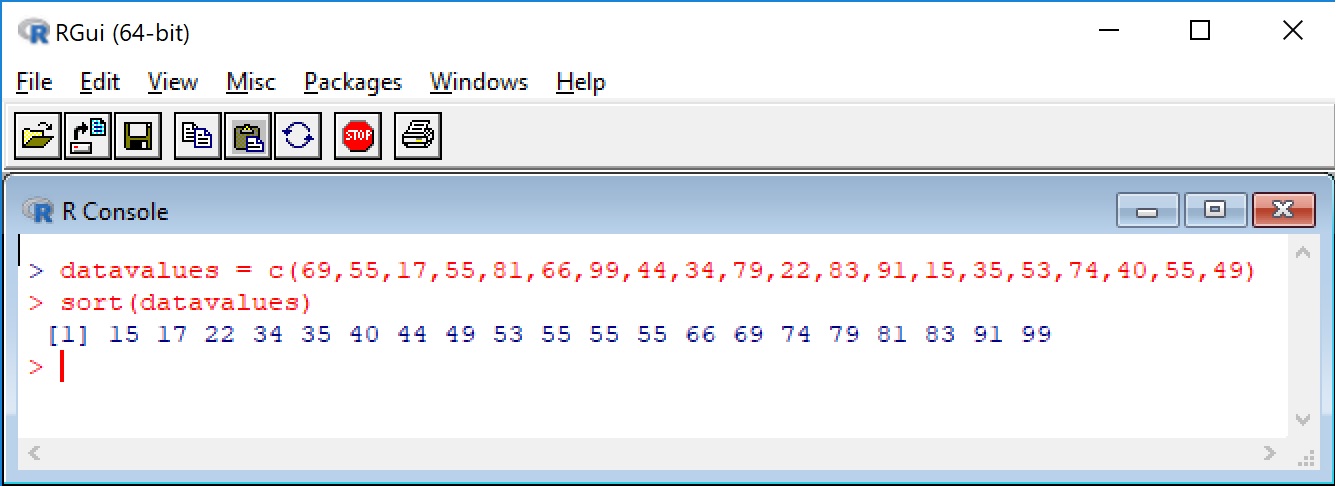 RGui (64-bit)
File Edit View Misc Packages Windows Help
STOP
R Console
> datavalues = c(69,55,17,55,81,66,99,44,34,79,22,83,91,15,35,53,74,40,55,49)
> sort(datavalues)
[1] 15 17 22 34 35 40 44 49 53 55 55 55 66 69 74 79 81 83 91 99
>